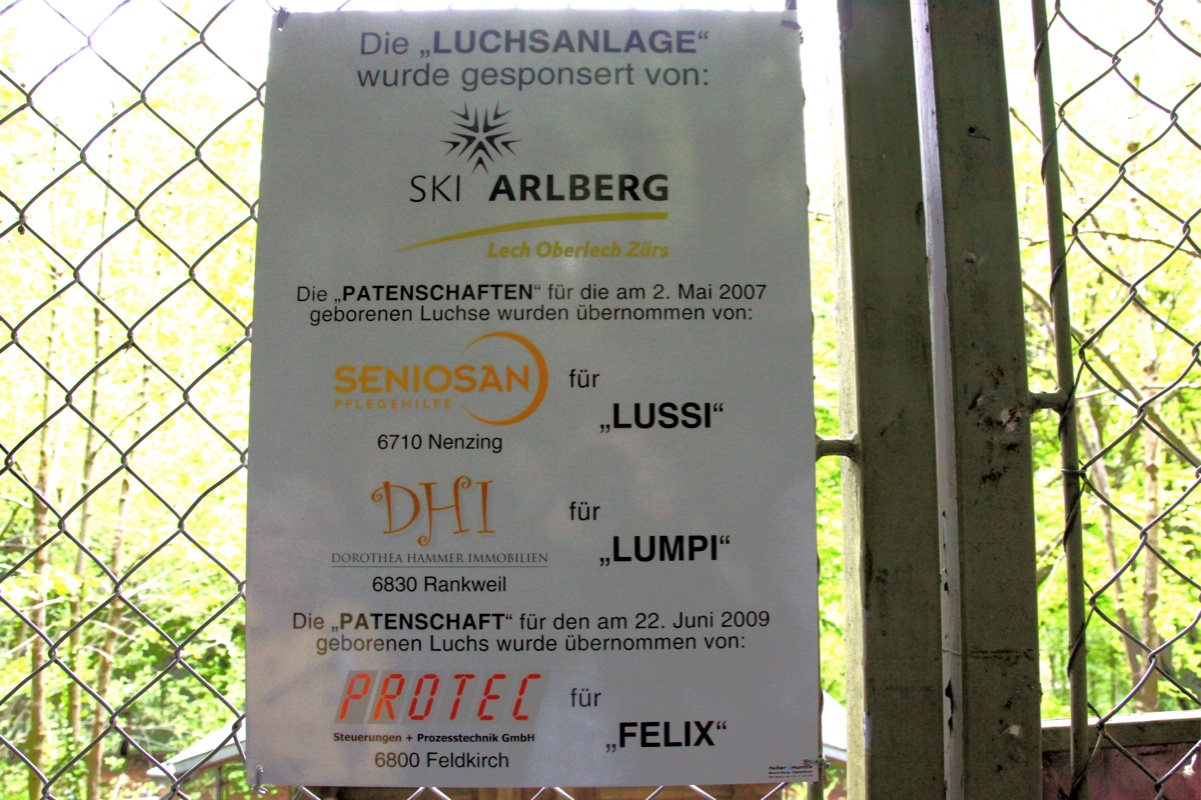 Die „LUCHSANLAGE“
wurde gesponsert von:
SKI ARLBERG
Lech Oberlech Zürs
Die „PATENSCHAFTEN“ für die am 2. Mai 2007
geborenen Luchse wurden übernommen von:
SENIOSAN für
PFLEGEHILFE
„LUSSI“
6710 Nenzing
DHI für
DOROTHEA HAMMER IMMOBILIEN
„LUMPI“
6830 Rankweil
Die „PATENSCHAFT“ für den am 22. Juni 2009
geborenen Luchs wurde übernommen von:
PROTEC für
Steuerungen + Prozesstechnik GmbH
„FELIX“
6800 Feldkirch